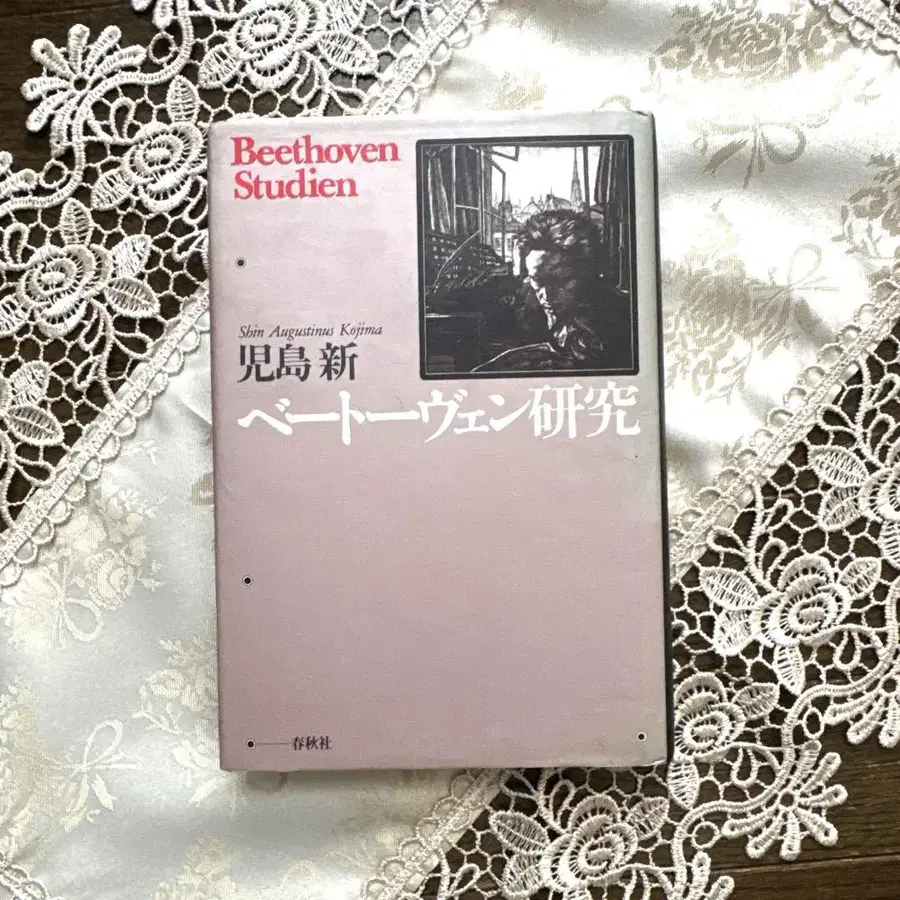 Beethoven
Studien
Shin Augustinus Kojima
児島 新
ベートーヴェン研究
春秋社